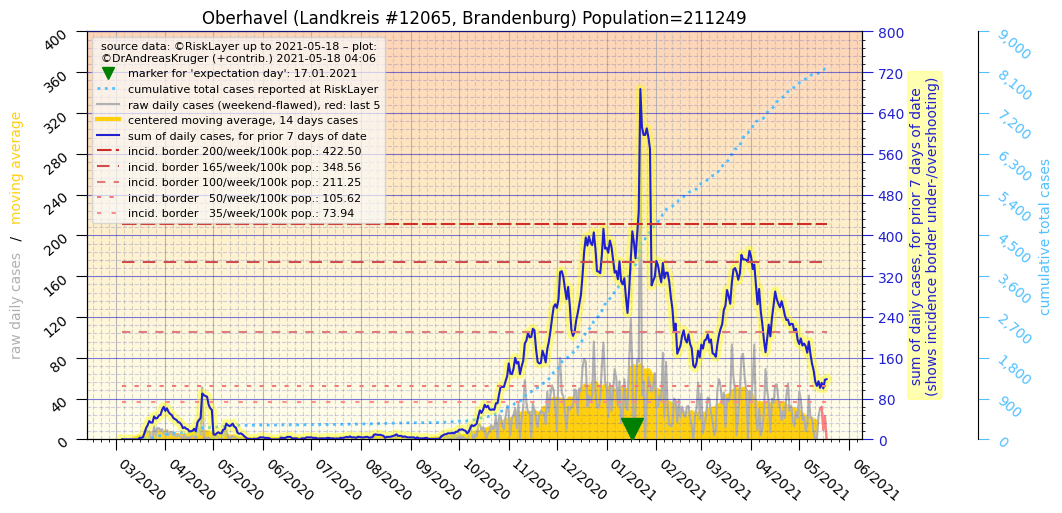 Oberhavel (Landkreis #12065, Brandenburg) Population=211249
source data: ©RiskLayer up to 2021-05-18 – plot:
©DrAndreasKruger (+contrib.) 2021-05-18 04:06
marker for 'expectation day': 17.01.2021
cumulative total cases reported at RiskLayer
raw daily cases (weekend-flawed), red: last 5
centered moving average, 14 days cases
sum of daily cases, for prior 7 days of date
incid. border 200/week/100k pop.: 422.50
incid. border 165/week/100k pop.: 348.56
incid. border 100/week/100k pop.: 211.25
incid. border   50/week/100k pop.: 105.62
incid. border   35/week/100k pop.: 73.94
raw daily cases / moving average
400
360
320
280
240
200
160
120
80
40
0
03/2020
04/2020
05/2020
06/2020
07/2020
08/2020
09/2020
10/2020
11/2020
12/2020
01/2021
02/2021
03/2021
04/2021
05/2021
06/2021
800
720
640
560
480
400
320
240
160
80
0
sum of daily cases, for prior 7 days of date
(shows incidence border under-/overshooting)
9,000
8,100
7,200
6,300
5,400
4,500
3,600
2,700
1,800
900
0
cumulative total cases